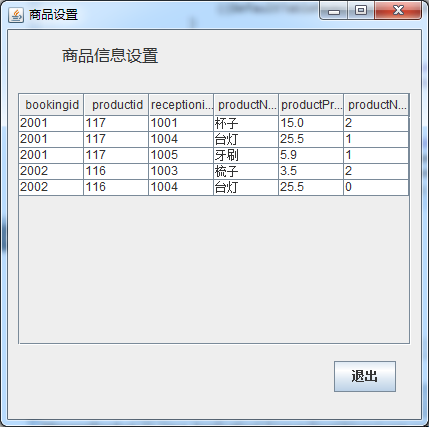 商品设置
商品信息设置
bookingid productid receptioni... productN... productPr... productN...
2001 117 1001 杯子 15.0 2
2001 117 1004 台灯 25.5 1
2001 117 1005 牙刷 5.9 1
2002 116 1003 梳子 3.5 2
2002 116 1004 台灯 25.5 0
退出